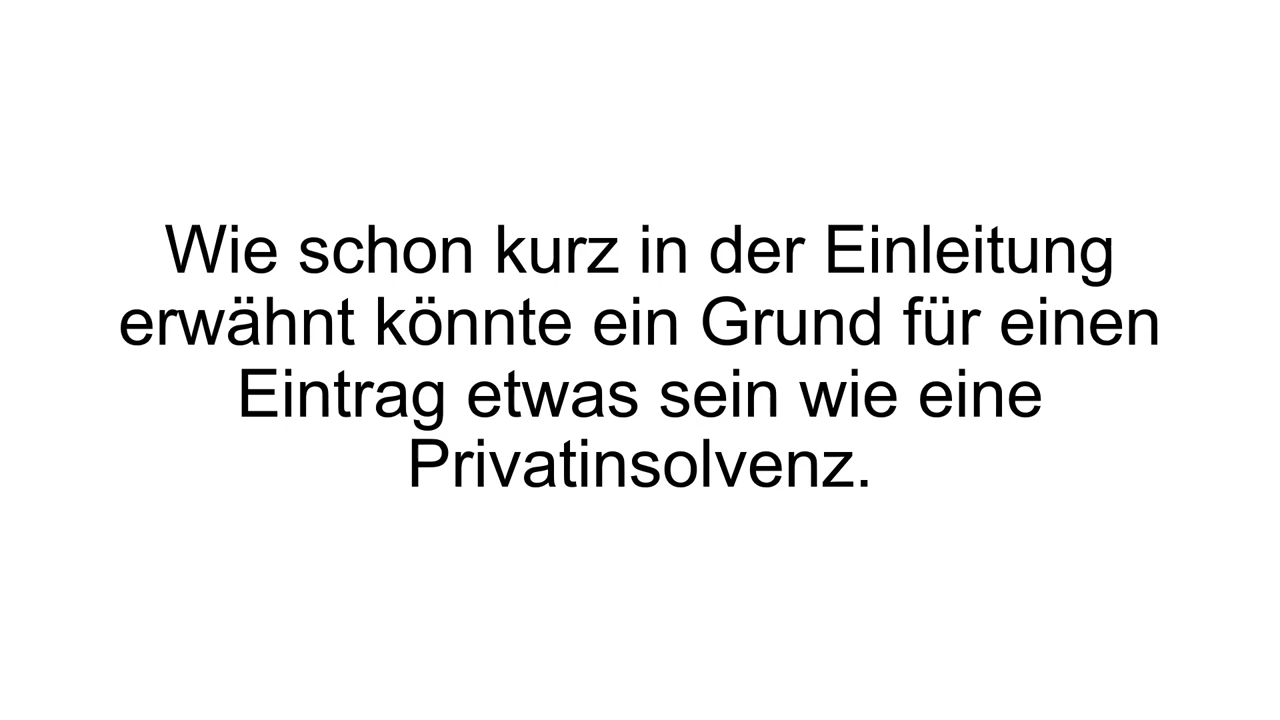 Wie schon kurz in der Einleitung
erwähnt könnte ein Grund für einen
Eintrag etwas sein wie eine
Privatinsolvenz.